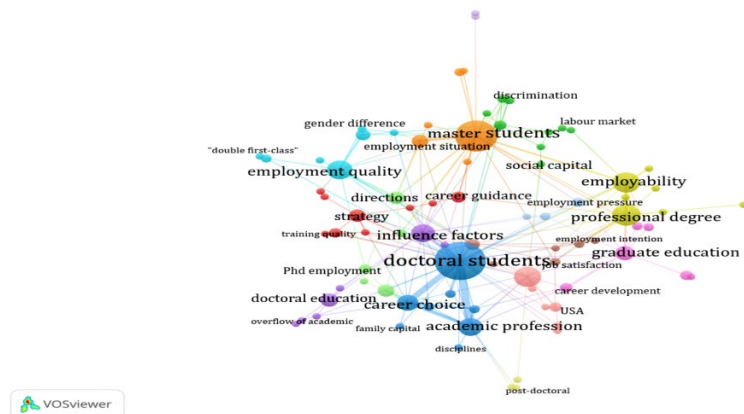 discrimination
gender difference
labour market
master students
employment situation
"double first-class"
employment quality
social capital
employability
directions
career guidance
employment pressure
strategy
professional degree
training quality
influence factors
employment intention
graduate education
doctoral students
job satisfaction
Phd employment
career development
doctoral education
career choice
USA
overflow of academic
family capital
academic profession
disciplines
post-doctoral
VOSviewer